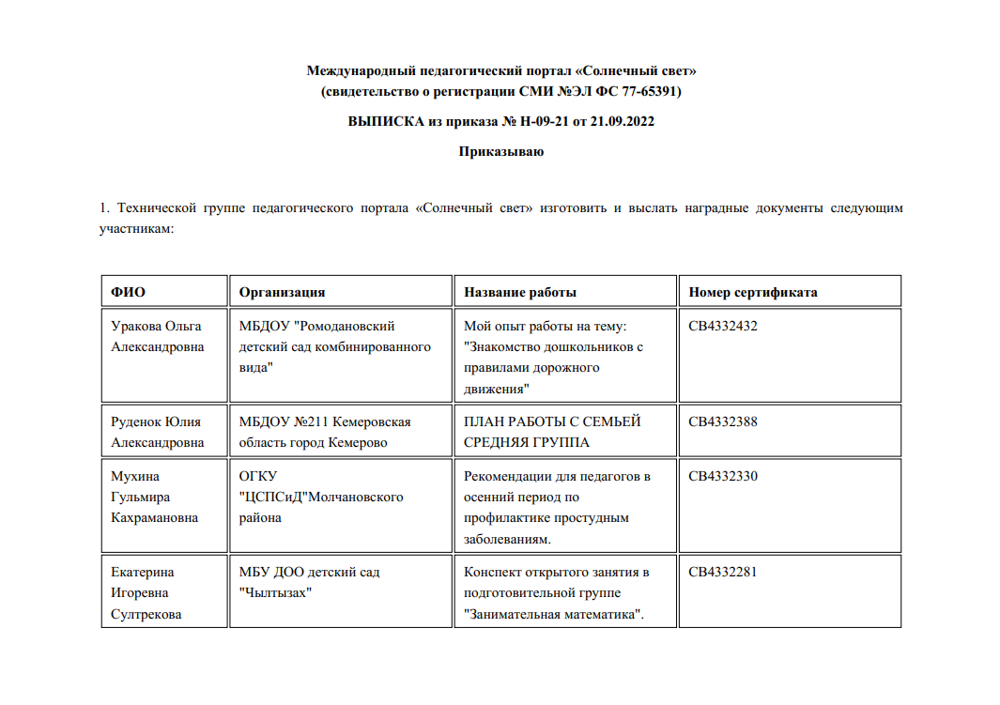 Международный педагогический портал «Солнечный свет»
(свидетельство о регистрации СМИ №ЭЛ ФС 77-65391)
ВЫПИСКА из приказа № Н-09-21 от 21.09.2022
Приказываю
1. Технической группе педагогического портала «Солнечный свет» изготовить и выслать наградные документы следующим
участникам:
ФИО
Организация
Название работы
Номер сертификата
Уракова Ольга
Александровна
МБДОУ "Ромодановский
детский сад комбинированного
вида"
Мой опыт работы на тему:
"Знакомство дошкольников с
правилами дорожного
движения"
СВ4332432
Руденок Юлия
Александровна
МБДОУ №211 Кемеровская
область город Кемерово
ПЛАН РАБОТЫ С СЕМЬЕЙ
СРЕДНЯЯ ГРУППА
СВ4332388
Мухина
Гульмира
Кахрамановна
ОГКУ
"ЦСПСиД"Молчановского
района
Рекомендации для педагогов в
осенний период по
профилактике простудным
заболеваниям.
СВ4332330
Екатерина
Игоревна
Султрекова
МБУ ДОО детский сад
"Чылтызах"
Конспект открытого занятия в
подготовительной группе
"Занимательная математика".
СВ4332281